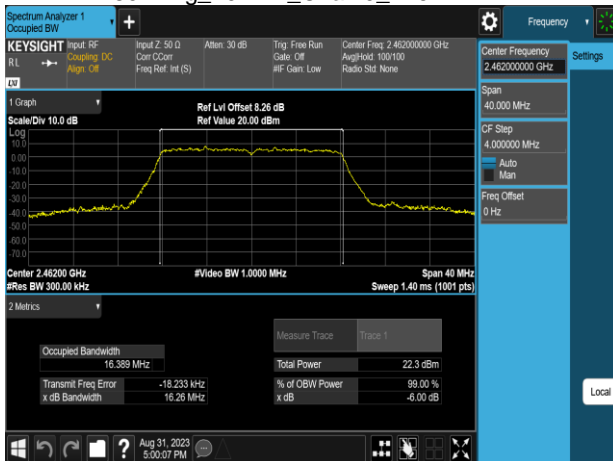 Spectrum Analyzer 1
Occupied BW
+
Frequency
KEYSIGHT
Input: RF
Coupling: DC
Align: Off
Input Z: 50 Ω
Corr CCorr
Freq Ref: Int (S)
Atten: 30 dB
Trig: Free Run
Gate: Off
#IF Gain: Low
Center Freq: 2.462000000 GHz
Avg|Hold: 100/100
Radio Std: None
RL
LXI
1 Graph
Scale/Div 10.0 dB
Ref Lvl Offset 8.26 dB
Ref Value 20.00 dBm
Log
10.0
0.00
-10.0
-20.0
-30.0
-40.0
-50.0
-60.0
-70.0
Center 2.46200 GHz
#Video BW 1.0000 MHz
Span 40 MHz
#Res BW 300.00 kHz
Sweep 1.40 ms (1001 pts)
2 Metrics
Measure Trace
Trace 1
Occupied Bandwidth
16.389 MHz
Total Power
22.3 dBm
Transmit Freq Error
-18.233 kHz
% of OBW Power
99.00 %
x dB Bandwidth
16.26 MHz
x dB
-6.00 dB
Center Frequency
2.462000000 GHz
Settings
Span
40.000 MHz
CF Step
4.000000 MHz
Auto
Man
Freq Offset
0 Hz
Local
?
Aug 31, 2023
5:00:07 PM